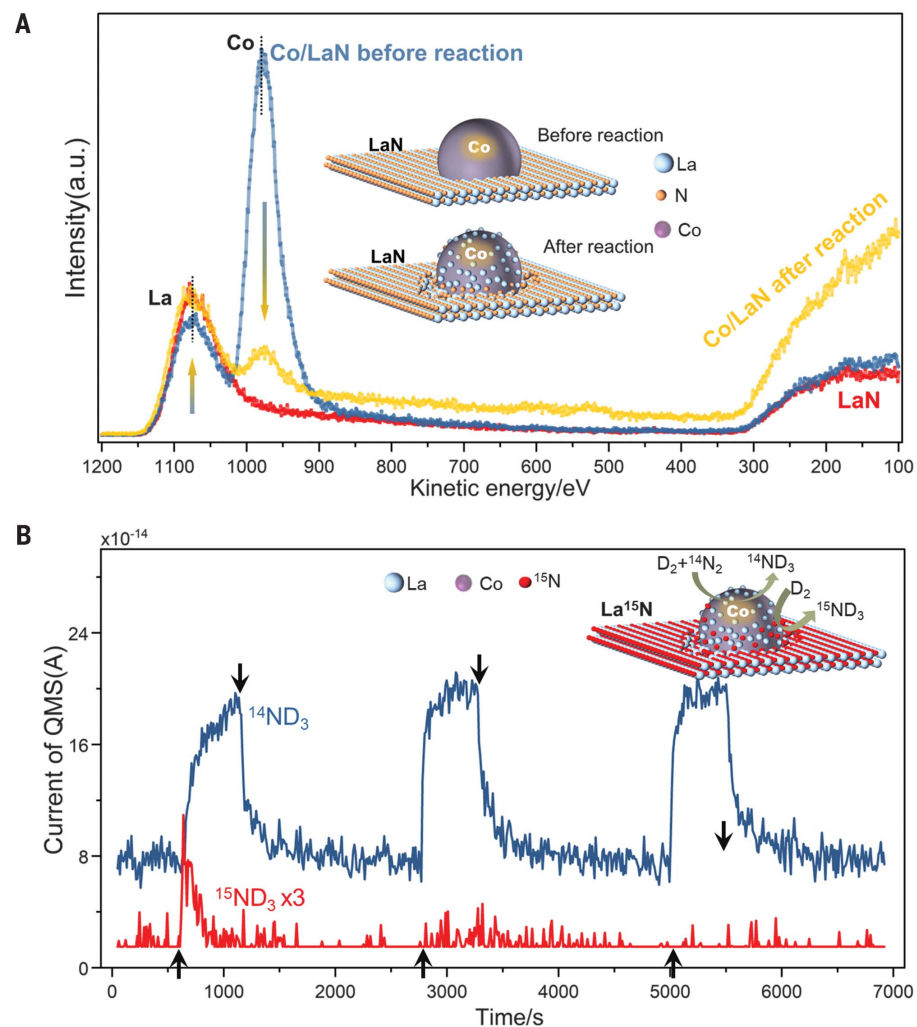 A
Co
Co/LaN before reaction
Before reaction
LaN
Co
La
N
Co
After reaction
LaN
Co
La
Co/LaN after reaction
LaN
Intensity(a.u.)
1200 1100 1000 900 800 700 600 500 400 300 200 100
Kinetic energy/eV
B
x10⁻¹⁴
La Co ¹⁵N
D₂+¹⁴N₂ ¹⁴ND₃
D₂
La¹⁵N
Co
¹⁵ND₃
24
16
8
0
¹⁴ND₃
¹⁵ND₃ x3
Current of QMS(A)
0 1000 2000 3000 4000 5000 6000 7000
Time/s